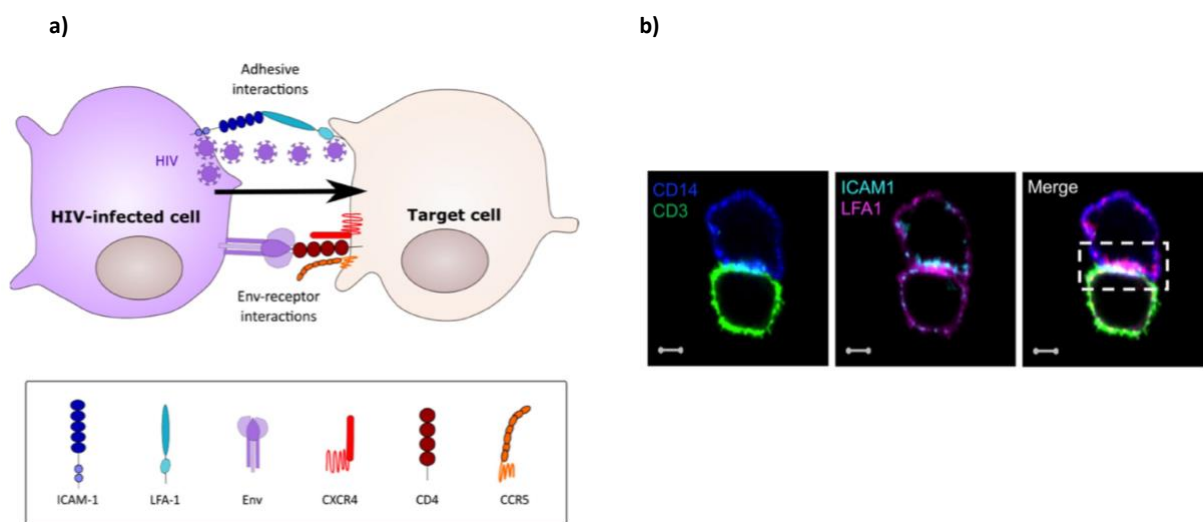 a)
Adhesive
interactions
HIV
HIV-infected cell
Target cell
Env-receptor
interactions
ICAM-1 LFA-1 Env CXCR4 CD4 CCR5
b)
CD14
CD3
ICAM1
LFA1
Merge